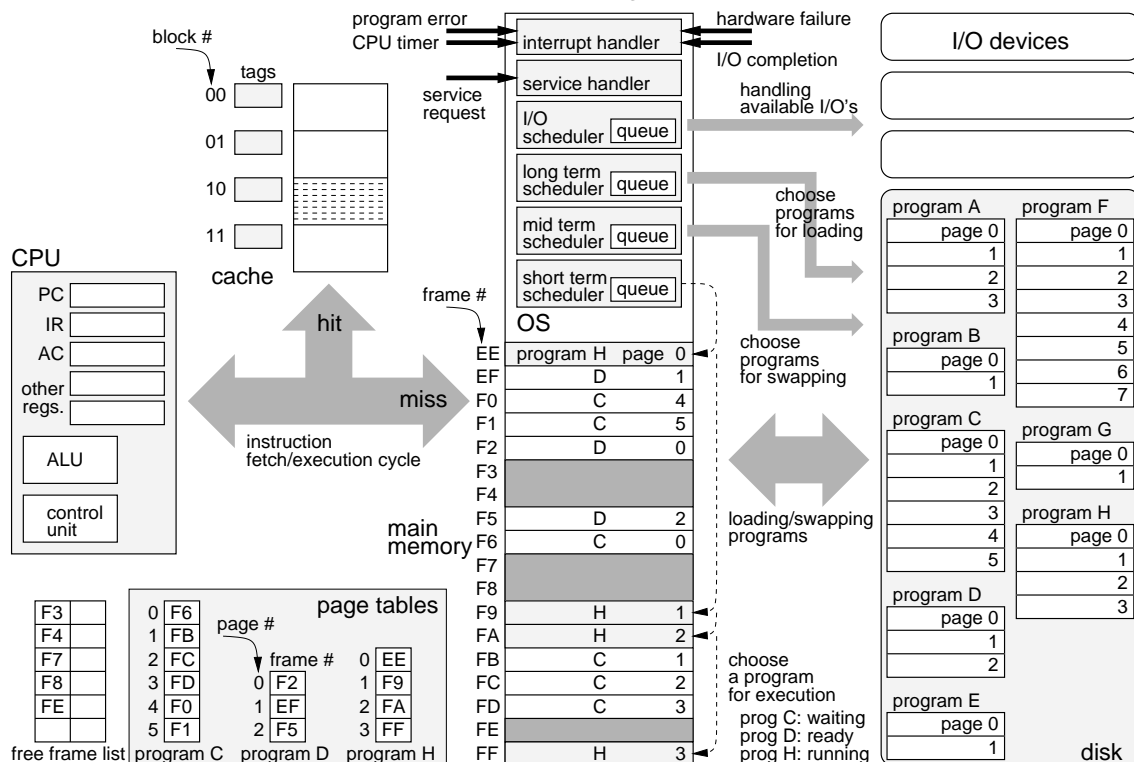 program error
CPU timer
hardware failure
I/O completion
interrupt handler
service handler
service
request
I/O
scheduler
queue
long term
scheduler
queue
mid term
scheduler
queue
short term
scheduler
queue
OS
handling
available I/O's
choose
programs
for loading
choose
programs
for swapping
I/O devices
block #
tags
00
01
10
11
cache
CPU
PC
IR
AC
other
regs.
ALU
control
unit
hit
miss
instruction
fetch/execution cycle
frame #
main
memory
EE program H page 0
EF D 1
F0 C 4
F1 C 5
F2 D 0
F3
F4
F5 D 2
F6 C 0
F7
F8
F9 H 1
FA H 2
FB C 1
FC C 2
FD C 3
FE
FF H 3
loading/swapping
programs
choose
a program
for execution
prog C: waiting
prog D: ready
prog H: running
program A
page 0
1
2
3
program B
page 0
1
program C
page 0
1
2
3
4
5
program D
page 0
1
2
program E
page 0
1
program F
page 0
1
2
3
4
5
6
7
program G
page 0
1
program H
page 0
1
2
3
disk
F3
F4
F7
F8
FE
free frame list
page tables
page #
frame #
0 F6
1 FB
2 FC
3 FD
4 F0
5 F1
program C
0 F2
1 EF
2 F5
program D
0 EE
1 F9
2 FA
3 FF
program H